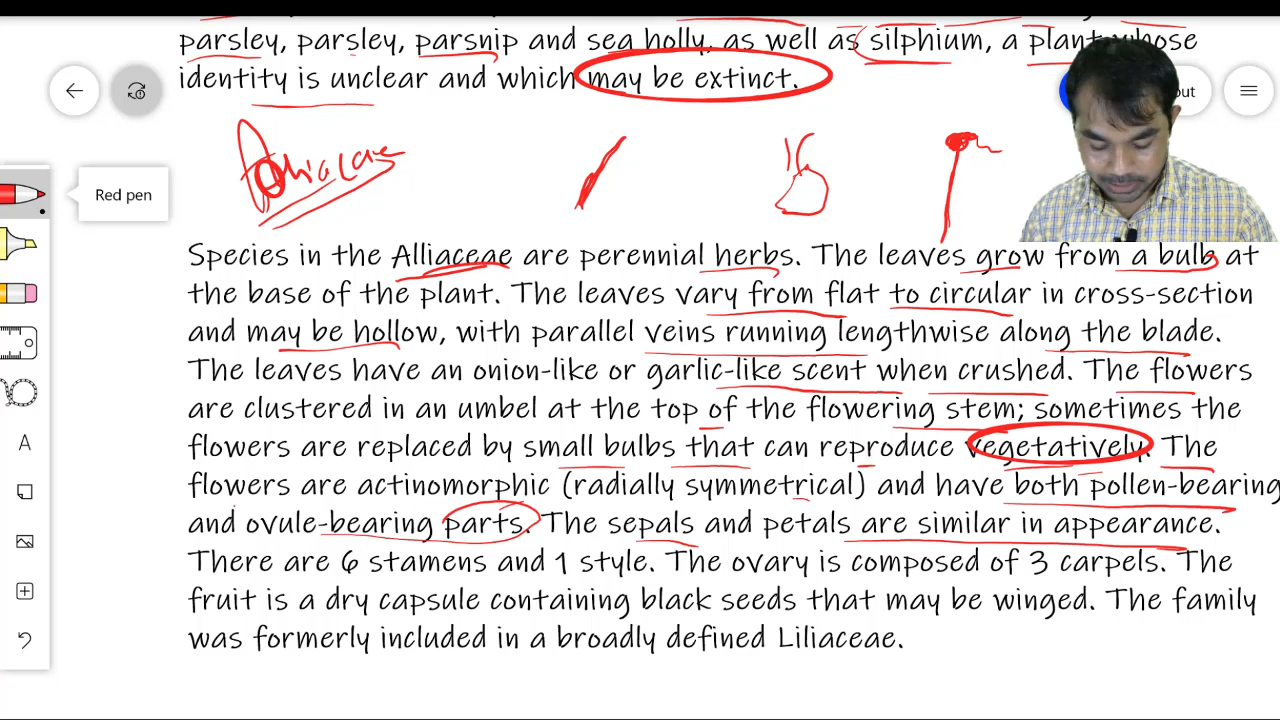 parsley, parsley, parsnip and sea holly, as well as silphium, a plant whose
identity is unclear and which may be extinct.
out
Red pen
Species in the Alliaceae are perennial herbs. The leaves grow from a bulb at
the base of the plant. The leaves vary from flat to circular in cross-section
and may be hollow, with parallel veins running lengthwise along the blade.
The leaves have an onion-like or garlic-like scent when crushed. The flowers
are clustered in an umbel at the top of the flowering stem; sometimes the
flowers are replaced by small bulbs that can reproduce vegetatively. The
flowers are actinomorphic (radially symmetrical) and have both pollen-bearing
and ovule-bearing parts. The sepals and petals are similar in appearance.
There are 6 stamens and 1 style. The ovary is composed of 3 carpels. The
fruit is a dry capsule containing black seeds that may be winged. The family
was formerly included in a broadly defined Liliaceae.